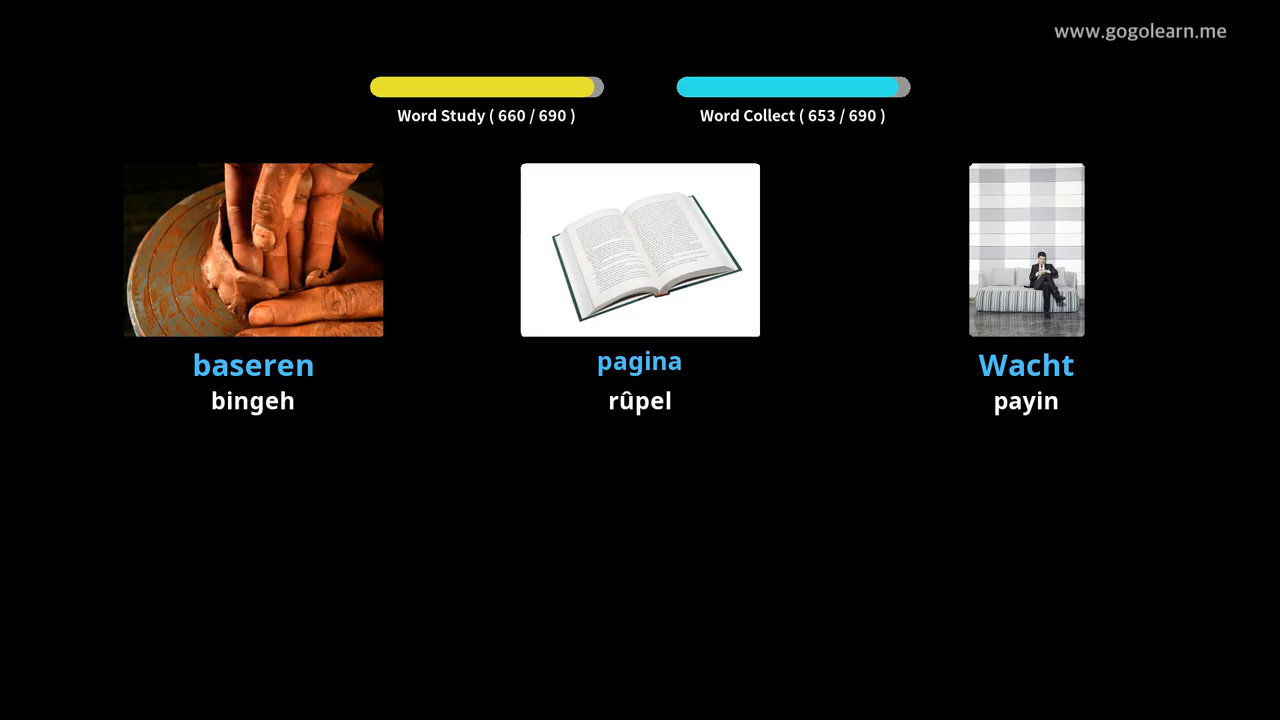 www.gogolearn.me
Word Study ( 660 / 690 )
Word Collect ( 653 / 690 )
baseren
bingeh
pagina
rûpel
Wacht
payin